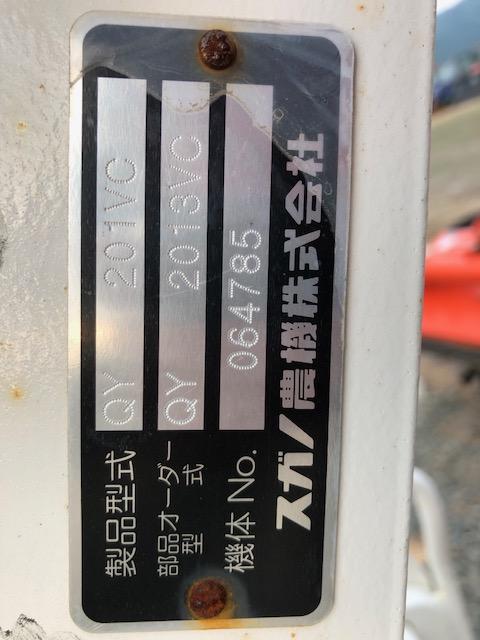 製品型式 QY 201VC
部品オーダー型式 QY 2013VC
機体 No. 064785
スガノ農機株式会社